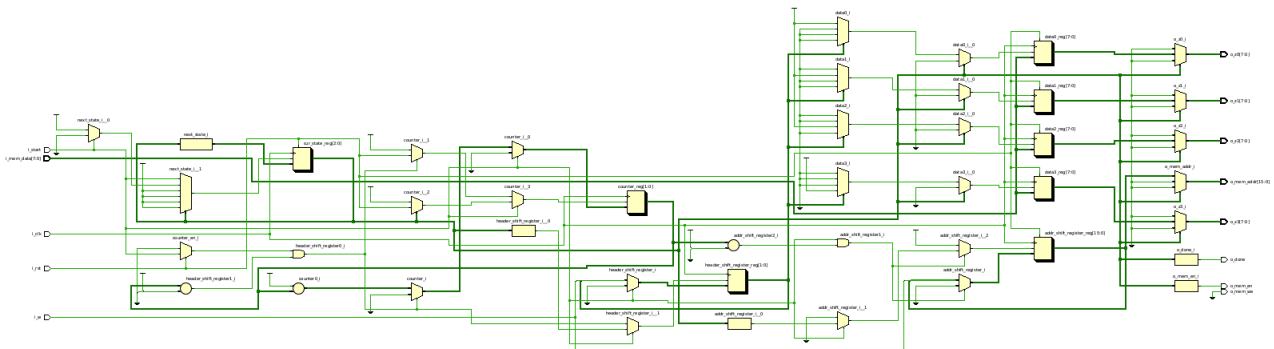 data0_i
data0_i__0
data0_reg[7:0]
o_z0_i
o_z0[7:0]
data1_i
data1_i__0
data1_reg[7:0]
o_z1_i
o_z1[7:0]
next_state_i__0
data2_i
data2_i__0
data2_reg[7:0]
o_z2_i
o_z2[7:0]
i_start
i_mem_data[7:0]
next_state_i
cur_state_reg[2:0]
counter_i__1
counter_i__0
next_state_i__1
data3_i
data3_i__0
data3_reg[7:0]
o_mem_addr_i
o_mem_addr[15:0]
counter_i__2
counter_i__3
counter_reg[1:0]
o_z3_i
o_z3[7:0]
header_shift_register_i__0
i_clk
counter_en_i
header_shift_register0_i
addr_shift_register2_i
addr_shift_register1_i
addr_shift_register_i__2
addr_shift_register_reg[15:0]
o_done_i
o_done
i_rst
header_shift_register1_i
counter0_i
counter_i
header_shift_register_i
header_shift_register_reg[1:0]
addr_shift_register_i
o_mem_en_i
o_mem_en
o_mem_we
i_w
header_shift_register_i__1
addr_shift_register_i__0
addr_shift_register_i__1